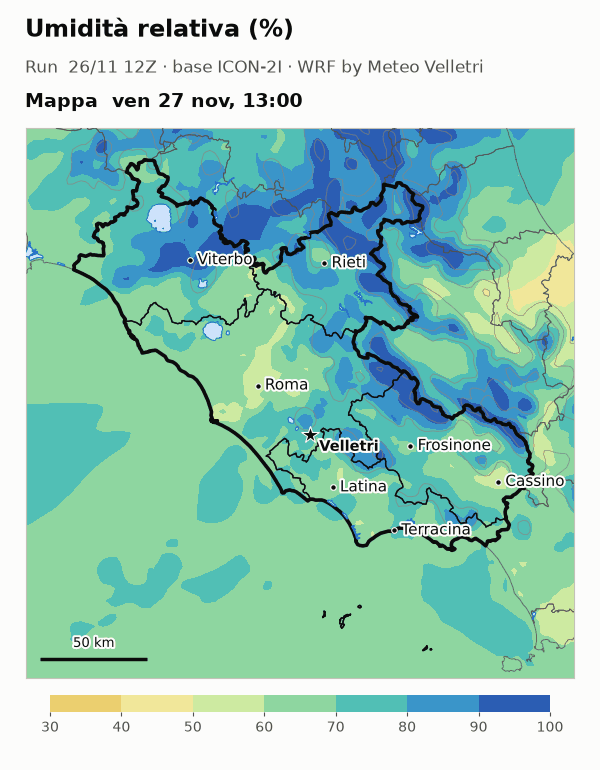 Umidità relativa (%)
Run  26/11 12Z · base ICON-2I · WRF by Meteo Velletri
Mappa  ven 27 nov, 13:00
Viterbo
Rieti
Roma
Velletri
Frosinone
Latina
Cassino
Terracina
50 km
30 40 50 60 70 80 90 100